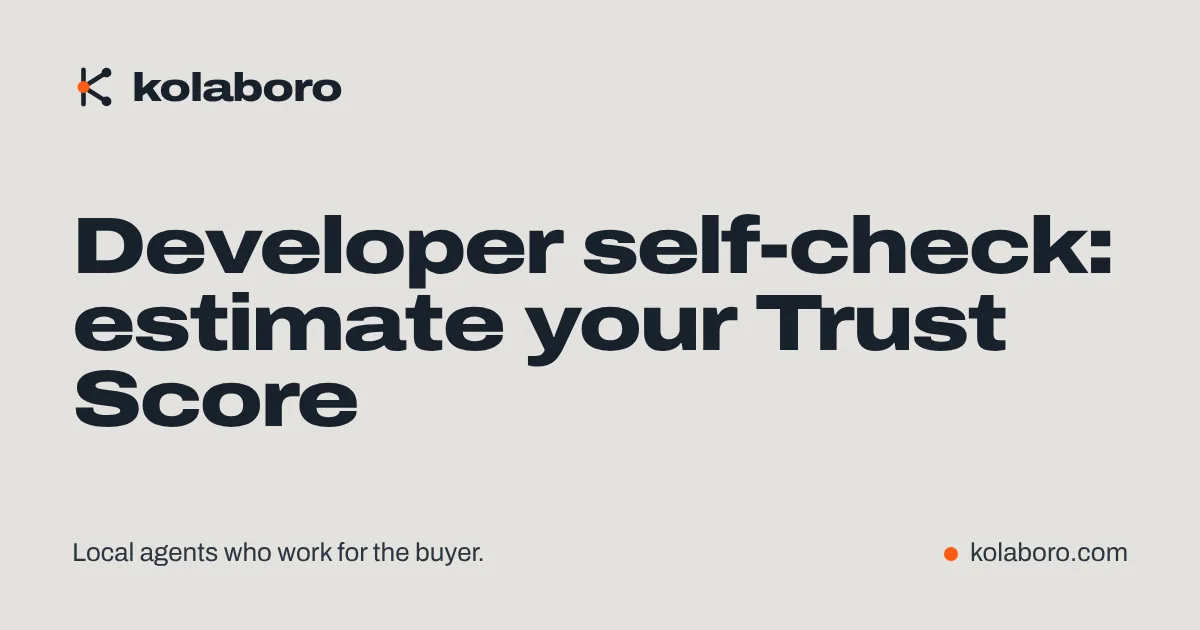 kolaboro
Developer self-check:
estimate your Trust
Score
Local agents who work for the buyer.
kolaboro.com